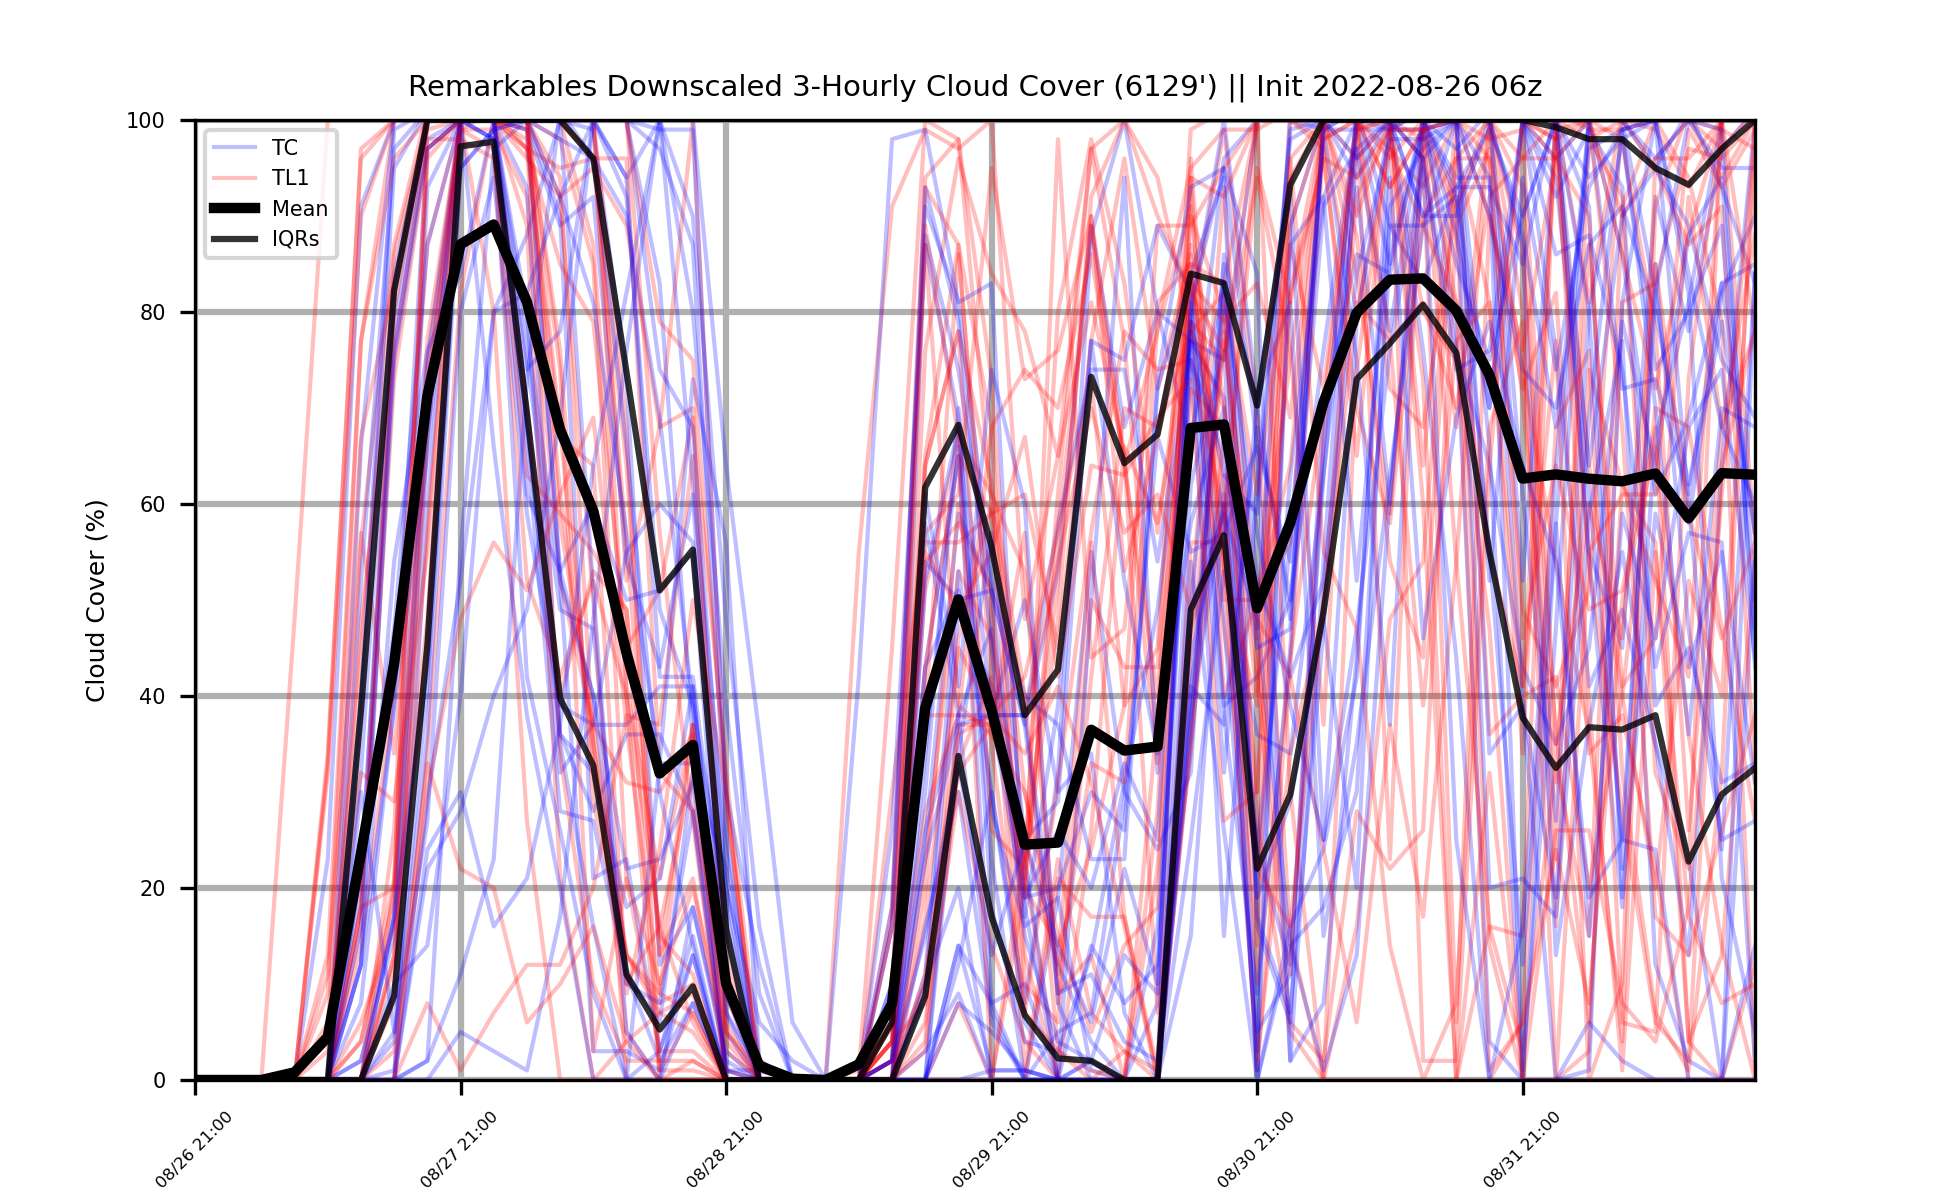 Remarkables Downscaled 3-Hourly Cloud Cover (6129') || Init 2022-08-26 06z
100
80
60
40
20
0
Cloud Cover (%)
TC
TL1
Mean
IQRs
08/26 21:00
08/27 21:00
08/28 21:00
08/29 21:00
08/30 21:00
08/31 21:00